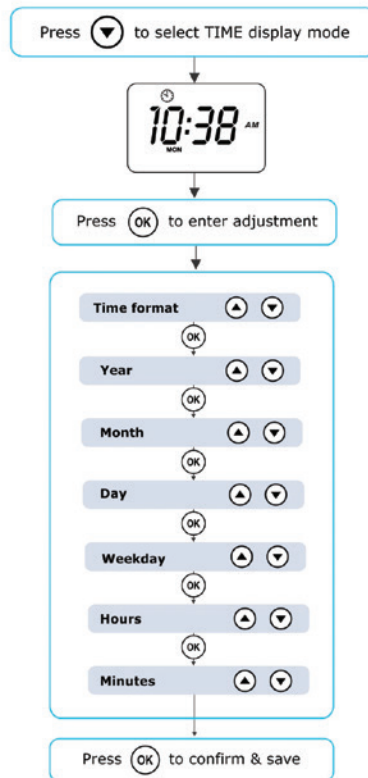 Press ▼ to select TIME display mode
10:38 AM
MON
Press OK to enter adjustment
Time format
OK
Year
OK
Month
OK
Day
OK
Weekday
OK
Hours
OK
Minutes
Press OK to confirm & save